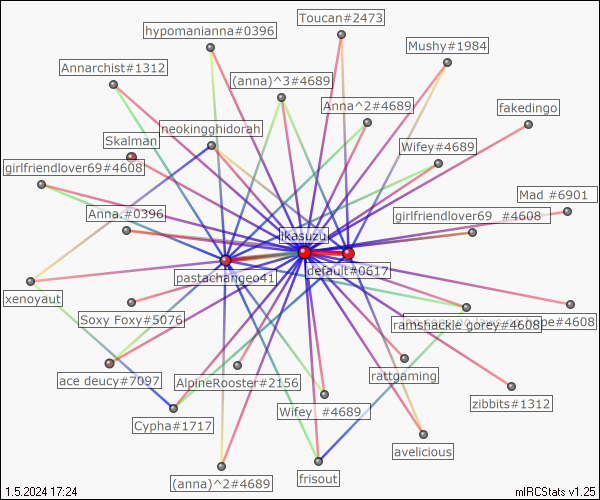 Toucan#2473
hypomanianna#0396
Mushy#1984
Annarchist#1312
(anna)^3#4689
Anna^2#4689
fakedingo
neokingghidorah
Skalman
Wifey#4689
girlfriendlover69#4608
Mad #6901
Anna.#0396
girlfriendlover69 #4608
ikasuzu
default#0617
pastachangeo41
xenoyaut
Soxy Foxy#5076
ramshackle gorey#4608
pe#4608
rattgaming
ace deucy#7097
AlpineRooster#2156
zibbits#1312
Cypha#1717
Wifey #4689
avelicious
(anna)^2#4689
frisout
1.5.2024 17:24
mIRCStats v1.25